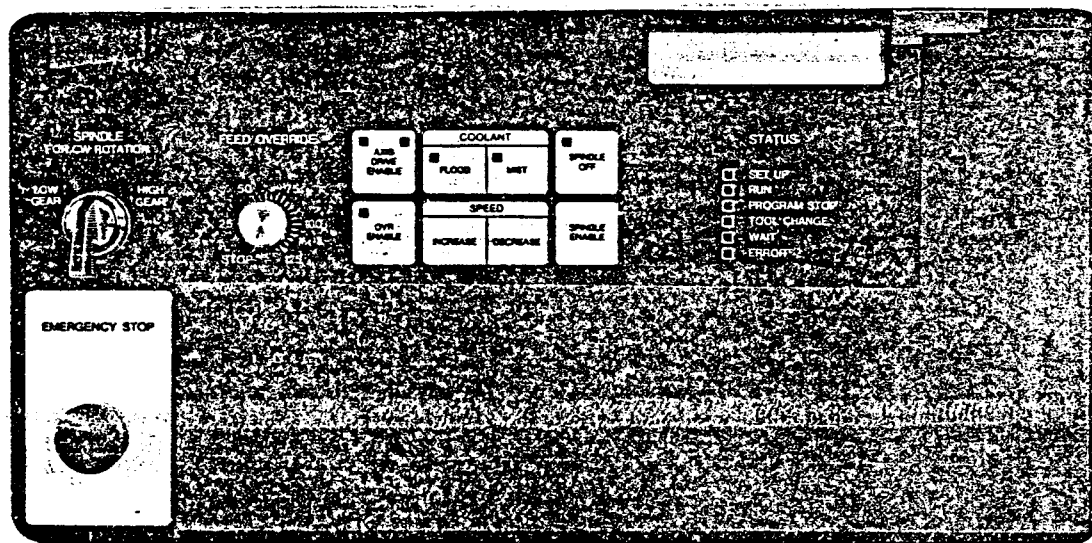 SPINDLE
FOR CW ROTATION
LOW
GEAR
HIGH
GEAR
FEED OVERRIDE
50
75
100
STOP
AXIS
DRIVE
ENABLE
COOLANT
FLOOD
MIST
SPINDLE
OFF
OVR
ENABLE
SPEED
INCREASE
DECREASE
SPINDLE
ENABLE
STATUS
SET UP
RUN
PROGRAM STOP
TOOL CHANGE
WAIT
ERROR
EMERGENCY STOP